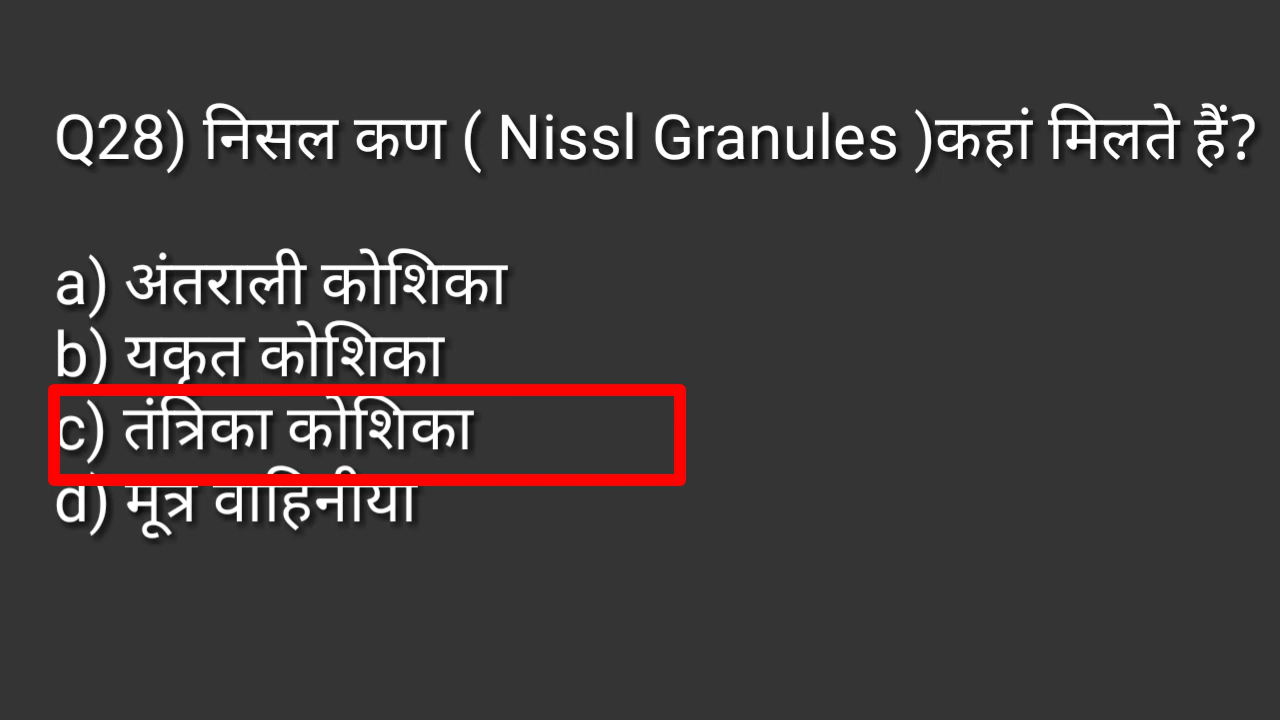 Q28) निसल कण ( Nissl Granules )कहां मिलते हैं?
a) अंतराली कोशिका
b) यकृत कोशिका
c) तंत्रिका कोशिका
d) मूत्र वाहिनीयां